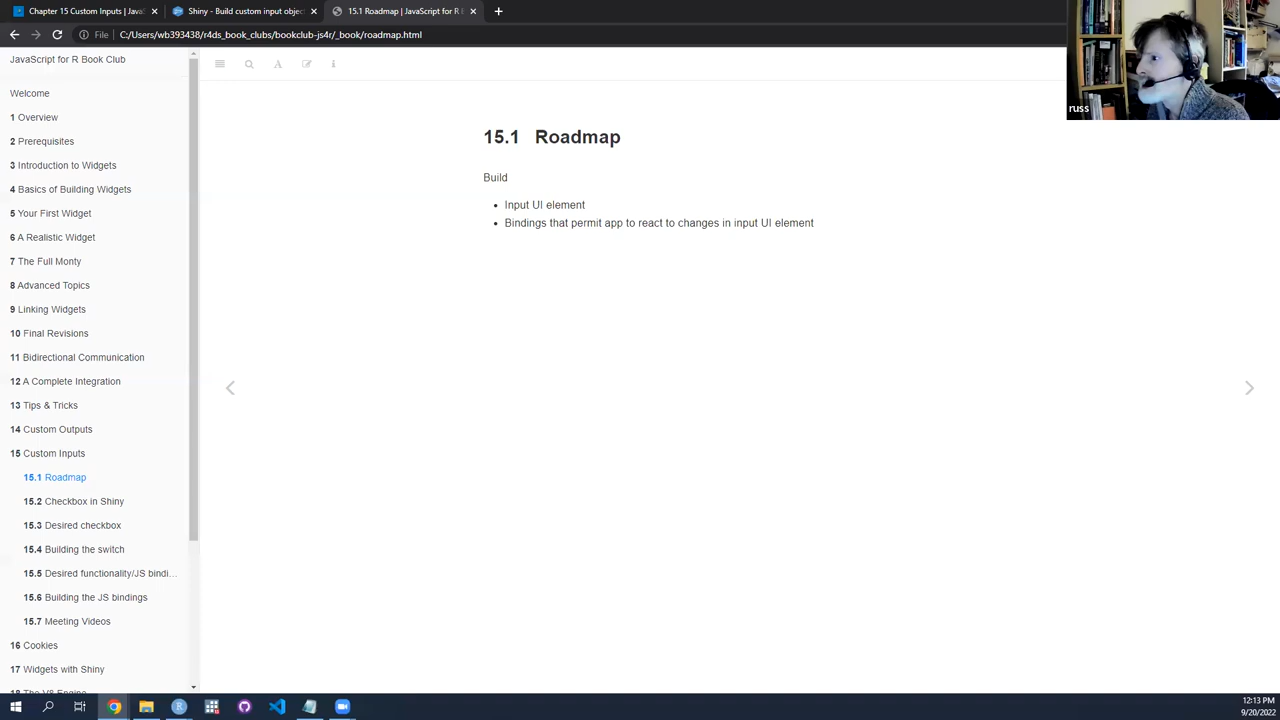 Chapter 15 Custom Inputs | Java
Shiny - Build custom input objec
15.1 Roadmap | JavaScript for R B
File C:/Users/wb393438/r4ds_book_clubs/bookclub-js4r/_book/roadmap.html
russ
JavaScript for R Book Club
Welcome
1 Overview
2 Prerequisites
3 Introduction to Widgets
4 Basics of Building Widgets
5 Your First Widget
6 A Realistic Widget
7 The Full Monty
8 Advanced Topics
9 Linking Widgets
10 Final Revisions
11 Bidirectional Communication
12 A Complete Integration
13 Tips & Tricks
14 Custom Outputs
15 Custom Inputs
15.1 Roadmap
15.2 Checkbox in Shiny
15.3 Desired checkbox
15.4 Building the switch
15.5 Desired functionality/JS bindi...
15.6 Building the JS bindings
15.7 Meeting Videos
16 Cookies
17 Widgets with Shiny
18 The V8 Engine
15.1 Roadmap
Build
• Input UI element
• Bindings that permit app to react to changes in input UI element
12:13 PM
9/20/2022